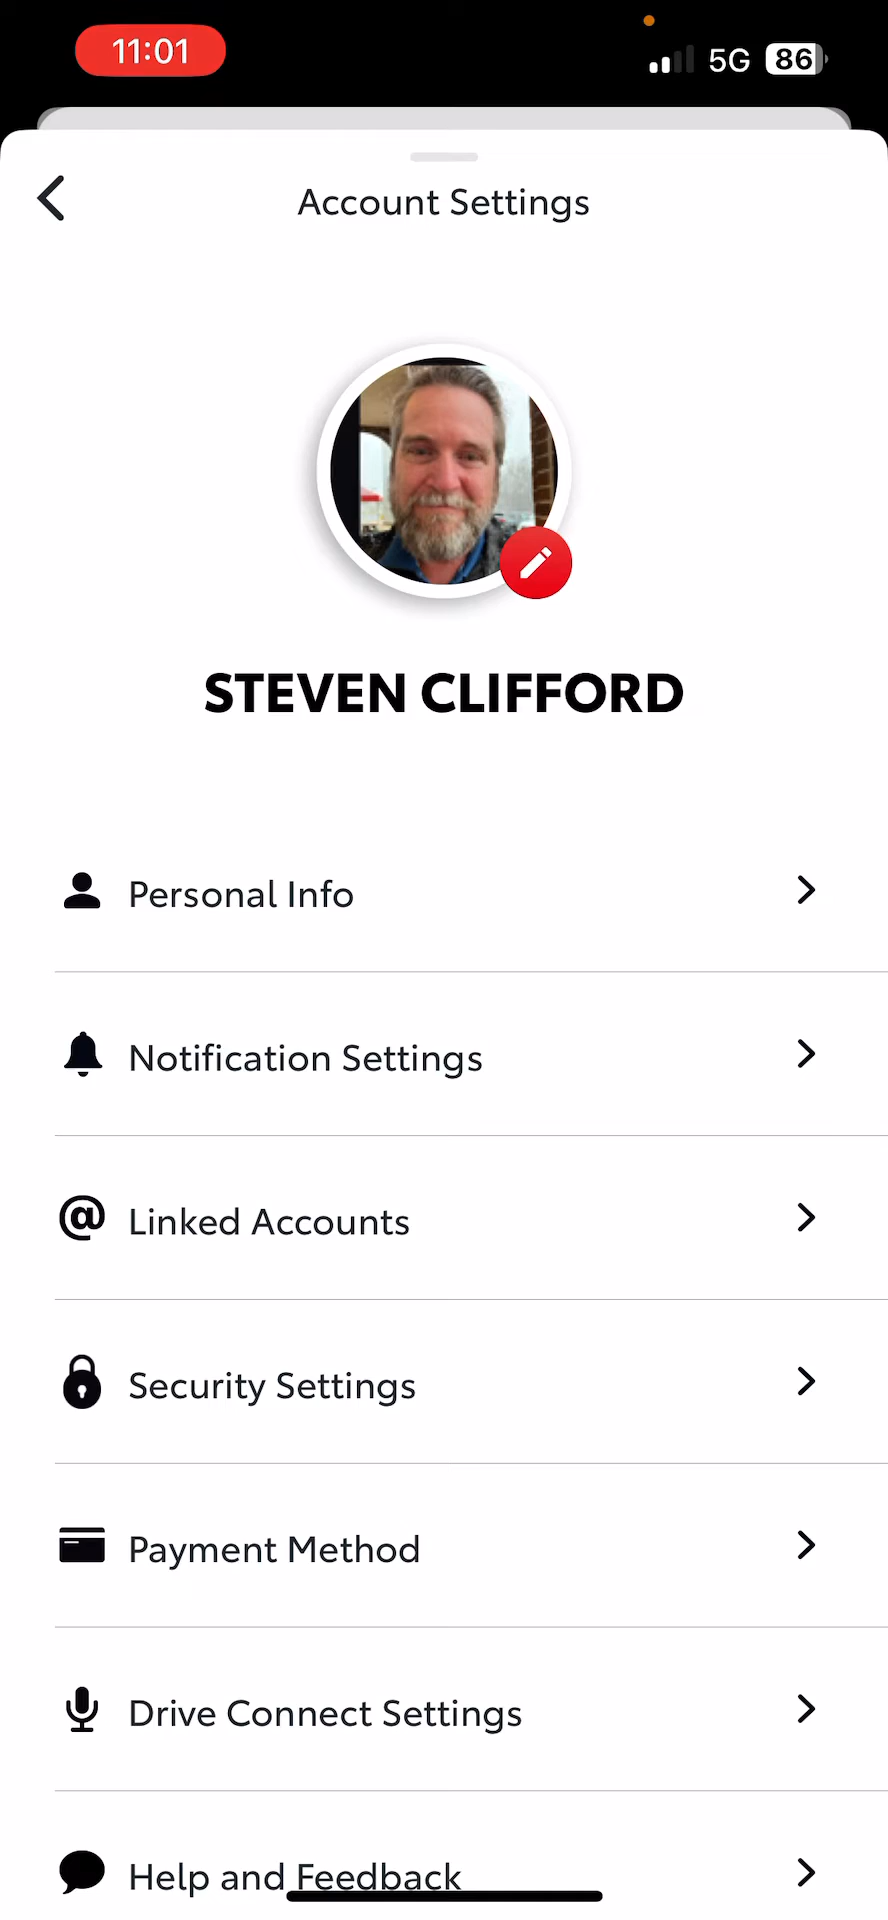 11:01
5G 86
Account Settings
STEVEN CLIFFORD
Personal Info
Notification Settings
@ Linked Accounts
Security Settings
Payment Method
Drive Connect Settings
Help and Feedback